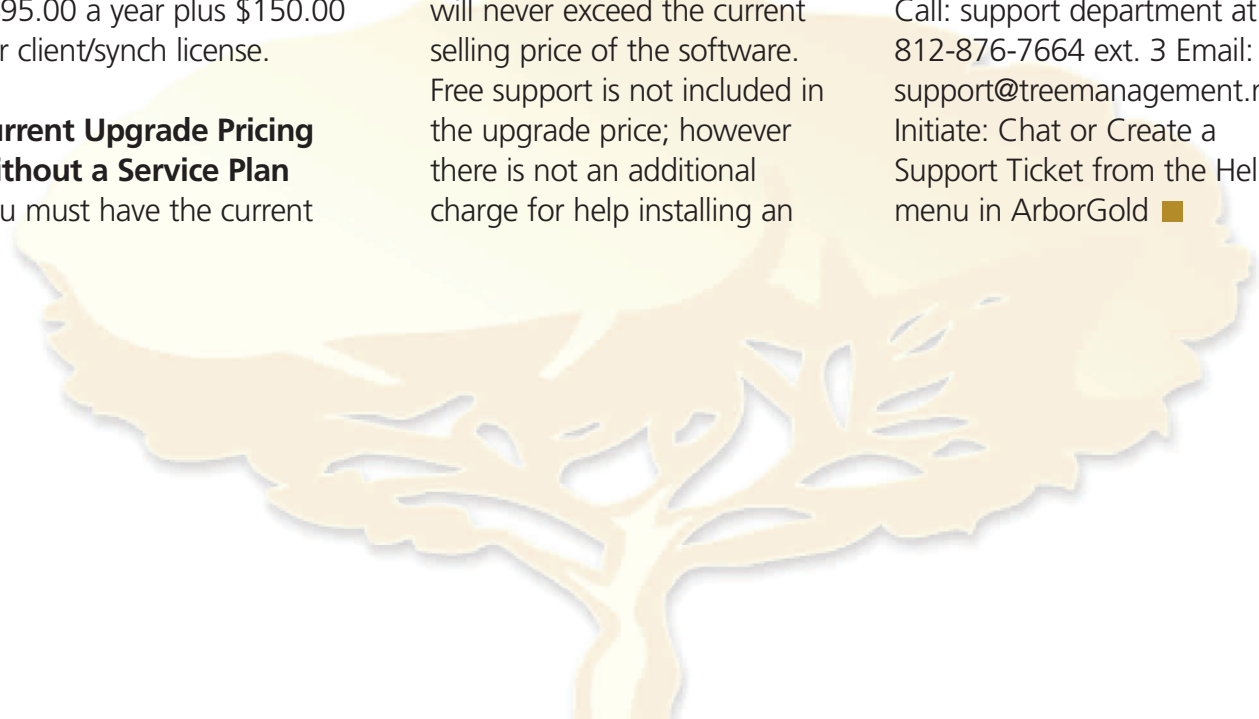 95.00 a year plus $150.00
r client/synch license.
urrent Upgrade Pricing
ithout a Service Plan
u must have the current
will never exceed the current
selling price of the software.
Free support is not included in
the upgrade price; however
there is not an additional
charge for help installing an
Call: support department at
812-876-7664 ext. 3 Email:
support@treemanagement.n
Initiate: Chat or Create a
Support Ticket from the Hel
menu in ArborGold